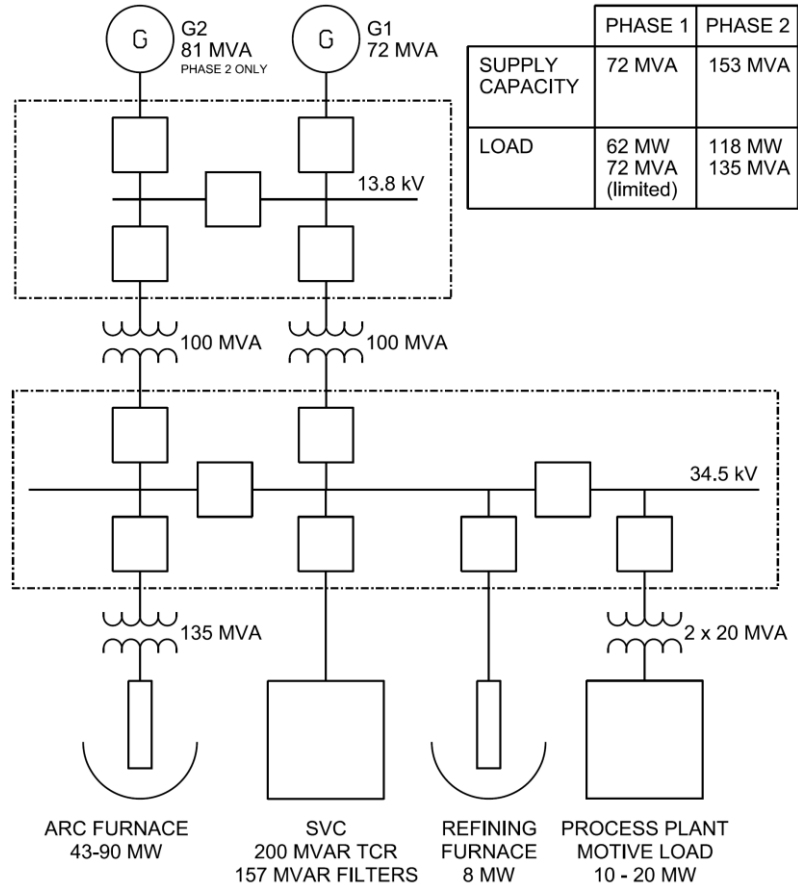 G
G2
81 MVA
PHASE 2 ONLY
G
G1
72 MVA
PHASE 1
PHASE 2
SUPPLY
CAPACITY
72 MVA
153 MVA
LOAD
62 MW
72 MVA
(limited)
118 MW
135 MVA
13.8 kV
100 MVA
100 MVA
34.5 kV
135 MVA
2 x 20 MVA
ARC FURNACE
43-90 MW
SVC
200 MVAR TCR
157 MVAR FILTERS
REFINING
FURNACE
8 MW
PROCESS PLANT
MOTIVE LOAD
10 - 20 MW